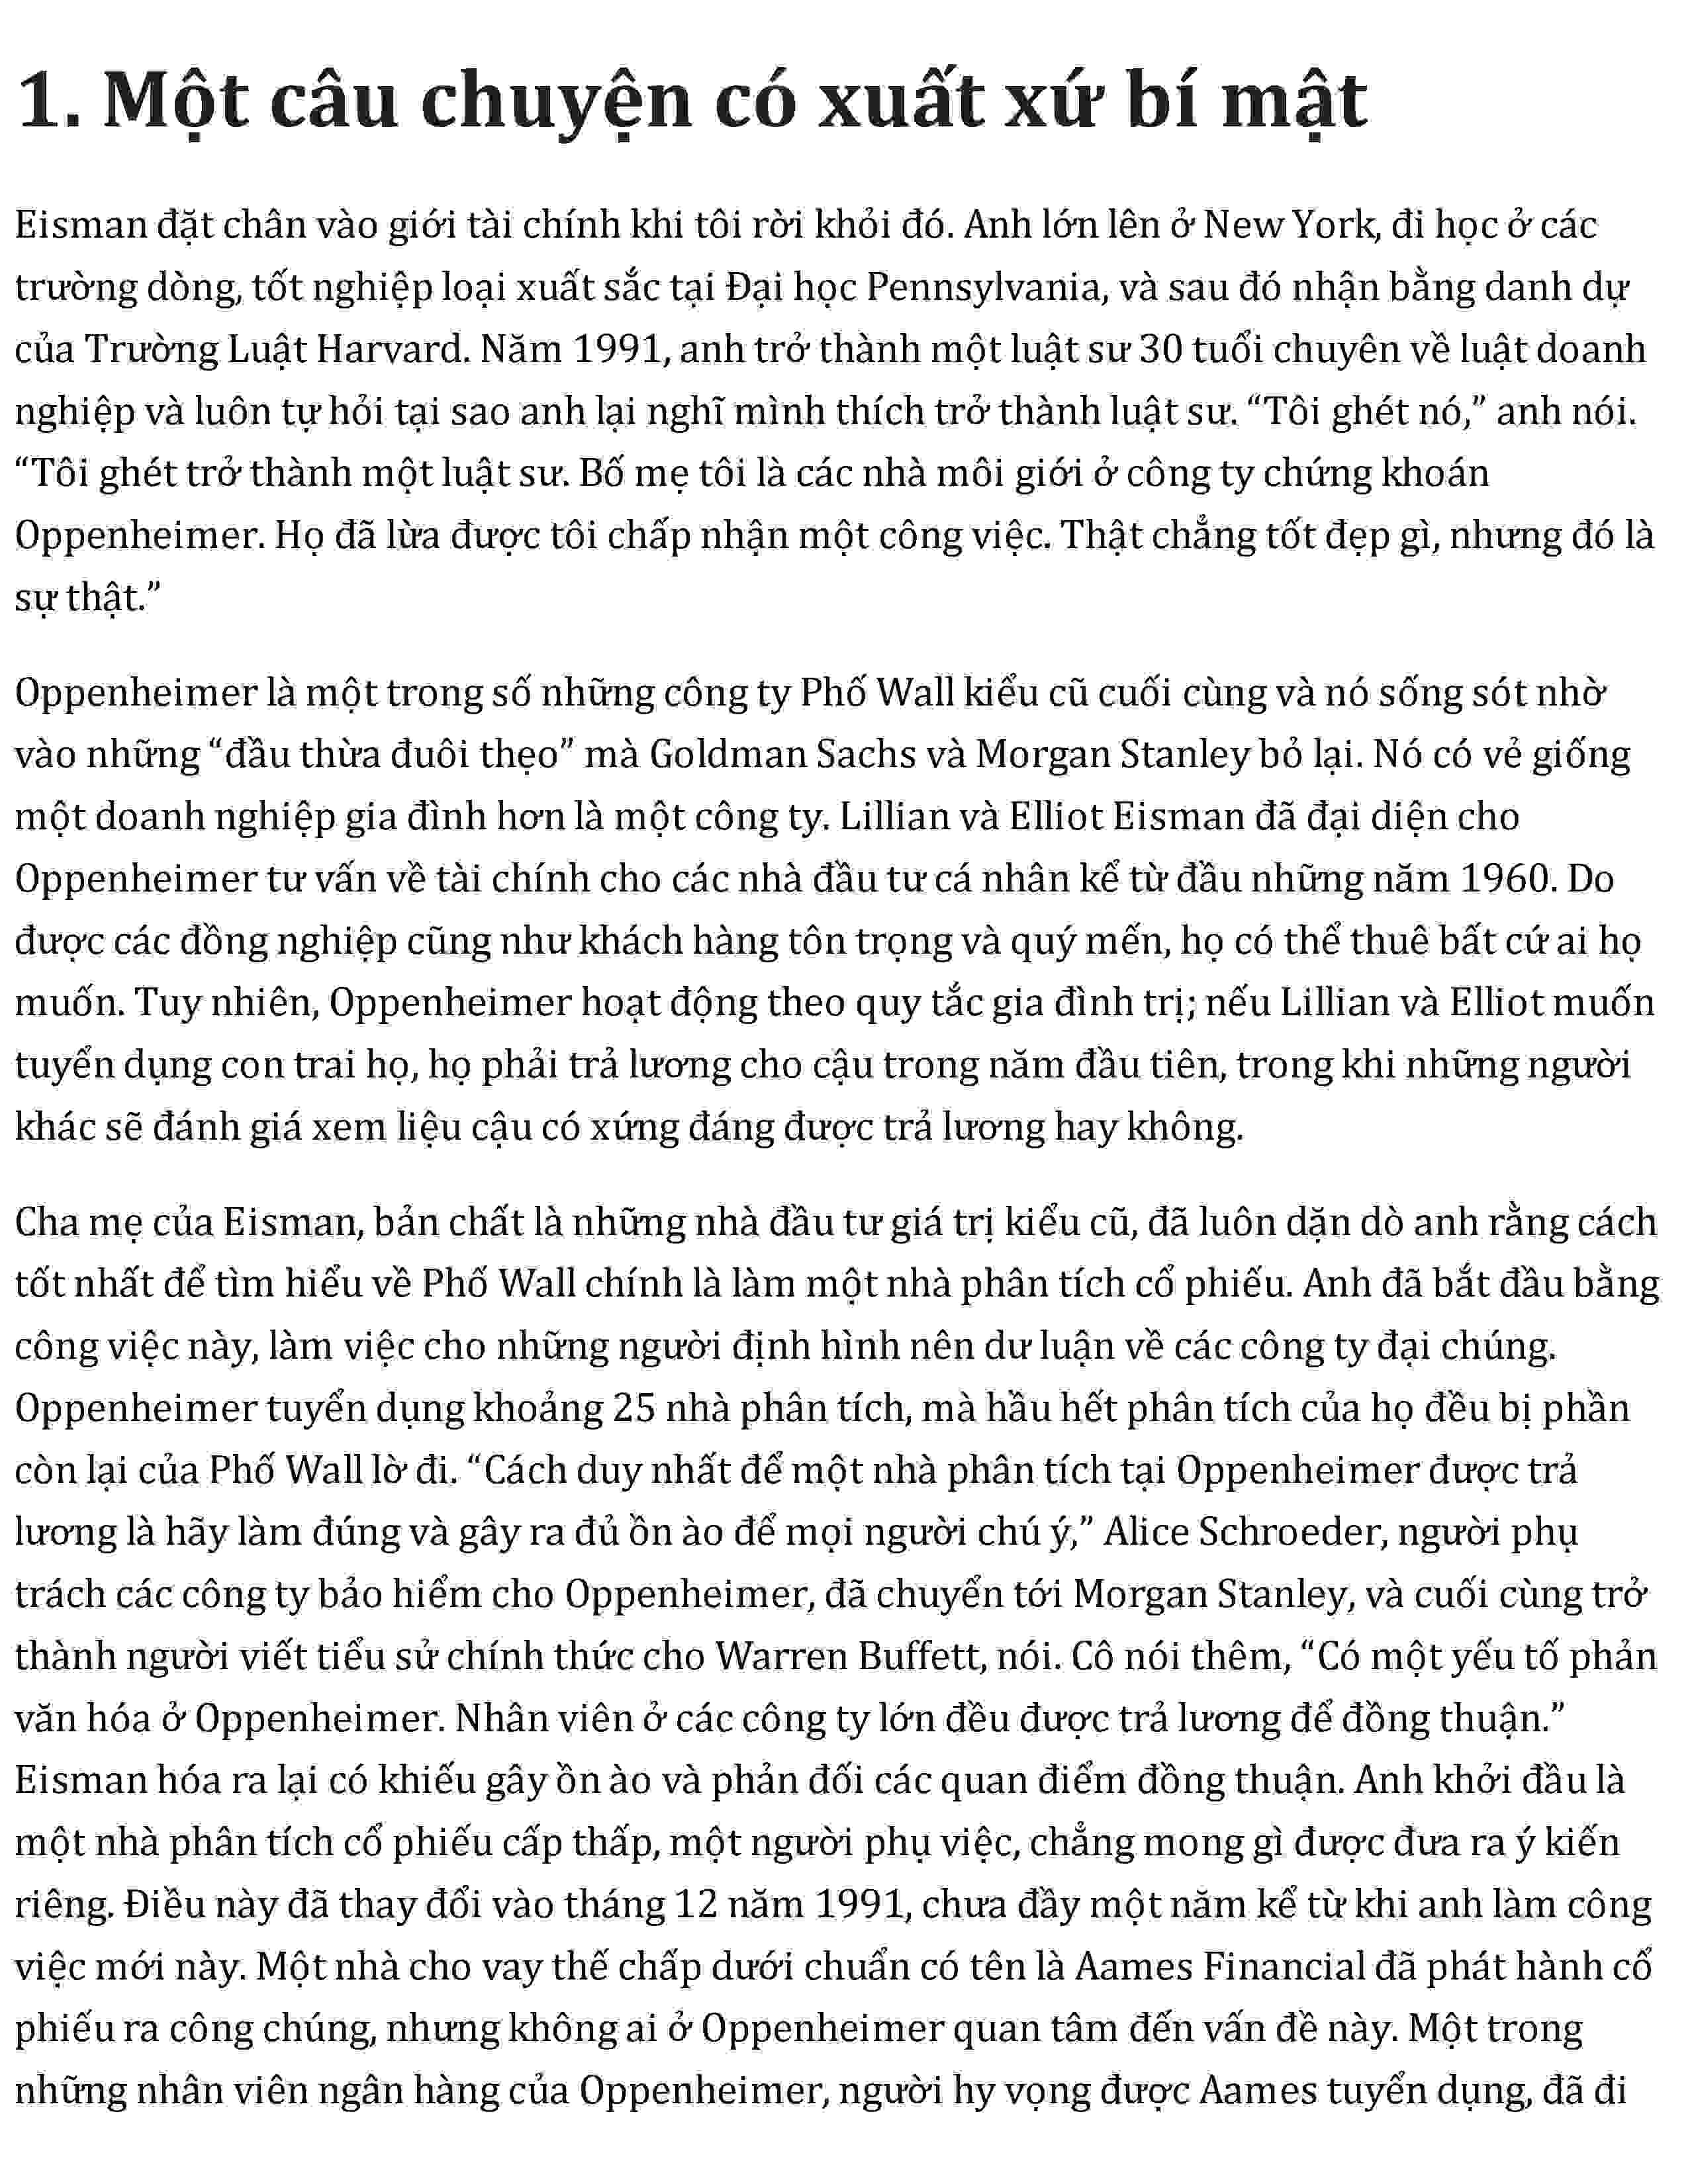 1. Một câu chuyện có xuất xứ bí mật
Eisman đặt chân vào giới tài chính khi tôi rời khỏi đó. Anh lớn lên ở New York, đi học ở các
trường dòng, tốt nghiệp loại xuất sắc tại Đại học Pennsylvania, và sau đó nhận bằng danh dự
của Trường Luật Harvard. Năm 1991, anh trở thành một luật sư 30 tuổi chuyên về luật doanh
nghiệp và luôn tự hỏi tại sao anh lại nghĩ mình thích trở thành luật sư. “Tôi ghét nó,” anh nói.
“Tôi ghét trở thành một luật sư. Bố mẹ tôi là các nhà môi giới ở công ty chứng khoán
Oppenheimer. Họ đã lừa được tôi chấp nhận một công việc. Thật chẳng tốt đẹp gì, nhưng đó là
sự thật.”
Oppenheimer là một trong số những công ty Phố Wall kiểu cũ cuối cùng và nó sống sót nhờ
vào những “đầu thừa đuôi thẹo” mà Goldman Sachs và Morgan Stanley bỏ lại. Nó có vẻ giống
một doanh nghiệp gia đình hơn là một công ty. Lillian và Elliot Eisman đã đại diện cho
Oppenheimer tư vấn về tài chính cho các nhà đầu tư cá nhân kể từ đầu những năm 1960. Do
được các đồng nghiệp cũng như khách hàng tôn trọng và quý mến, họ có thể thuê bất cứ ai họ
muốn. Tuy nhiên, Oppenheimer hoạt động theo quy tắc gia đình trị; nếu Lillian và Elliot muốn
tuyển dụng con trai họ, họ phải trả lương cho cậu trong năm đầu tiên, trong khi những người
khác sẽ đánh giá xem liệu cậu có xứng đáng được trả lương hay không.
Cha mẹ của Eisman, bản chất là những nhà đầu tư giá trị kiểu cũ, đã luôn dặn dò anh rằng cách
tốt nhất để tìm hiểu về Phố Wall chính là làm một nhà phân tích cổ phiếu. Anh đã bắt đầu bằng
công việc này, làm việc cho những người định hình nên dư luận về các công ty đại chúng.
Oppenheimer tuyển dụng khoảng 25 nhà phân tích, mà hầu hết phân tích của họ đều bị phần
còn lại của Phố Wall lờ đi. “Cách duy nhất để một nhà phân tích tại Oppenheimer được trả
lương là hãy làm đúng và gây ra đủ ồn ào để mọi người chú ý,” Alice Schroeder, người phụ
trách các công ty bảo hiểm cho Oppenheimer, đã chuyển tới Morgan Stanley, và cuối cùng trở
thành người viết tiểu sử chính thức cho Warren Buffett, nói. Cô nói thêm, “Có một yếu tố phản
văn hóa ở Oppenheimer. Nhân viên ở các công ty lớn đều được trả lương để đồng thuận.”
Eisman hóa ra lại có khiếu gây ồn ào và phản đối các quan điểm đồng thuận. Anh khởi đầu là
một nhà phân tích cổ phiếu cấp thấp, một người phụ việc, chẳng mong gì được đưa ra ý kiến
riêng. Điều này đã thay đổi vào tháng 12 năm 1991, chưa đầy một năm kể từ khi anh làm công
việc mới này. Một nhà cho vay thế chấp dưới chuẩn có tên là Aames Financial đã phát hành cổ
phiếu ra công chúng, nhưng không ai ở Oppenheimer quan tâm đến vấn đề này. Một trong
những nhân viên ngân hàng của Oppenheimer, người hy vọng được Aames tuyển dụng, đã đi